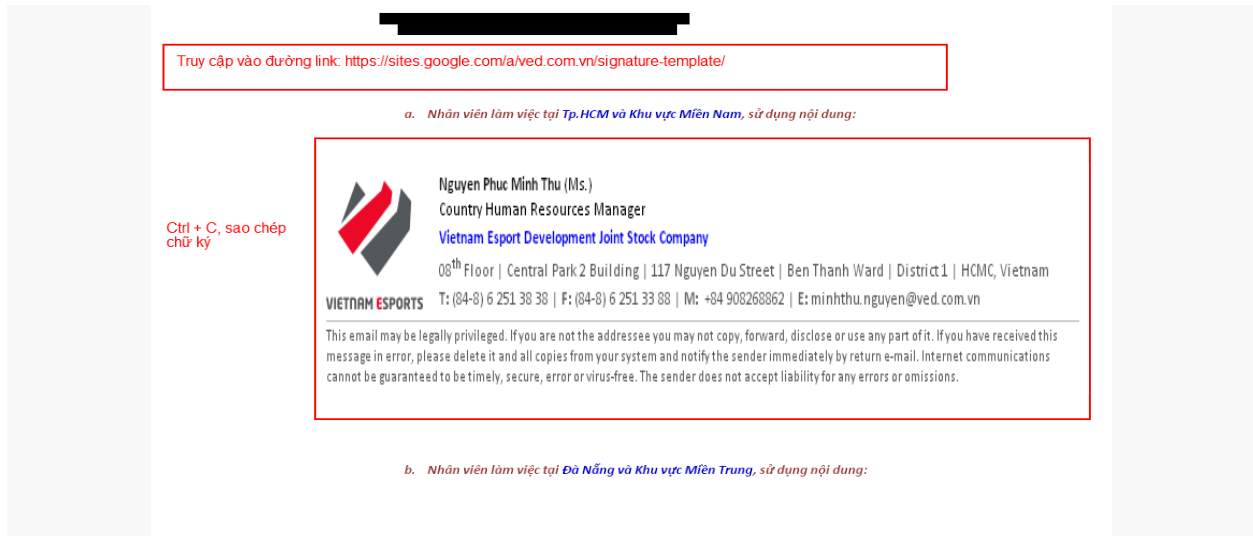 Truy cập vào đường link: https://sites.google.com/a/ved.com.vn/signature-template/
a. Nhân viên làm việc tại Tp.HCM và Khu vực Miền Nam, sử dụng nội dung:
Ctrl + C, sao chép
chữ ký
VIETNAM ESPORTS
Nguyen Phuc Minh Thu (Ms.)
Country Human Resources Manager
Vietnam Esport Development Joint Stock Company
08th Floor | Central Park 2 Building | 117 Nguyen Du Street | Ben Thanh Ward | District 1 | HCMC, Vietnam
T: (84-8) 6 251 38 38 | F: (84-8) 6 251 33 88 | M: +84 908268862 | E: minhthu.nguyen@ved.com.vn
This email may be legally privileged. If you are not the addressee you may not copy, forward, disclose or use any part of it. If you have received this
message in error, please delete it and all copies from your system and notify the sender immediately by return e-mail. Internet communications
cannot be guaranteed to be timely, secure, error or virus-free. The sender does not accept liability for any errors or omissions.
b. Nhân viên làm việc tại Đà Nẵng và Khu vực Miền Trung, sử dụng nội dung: